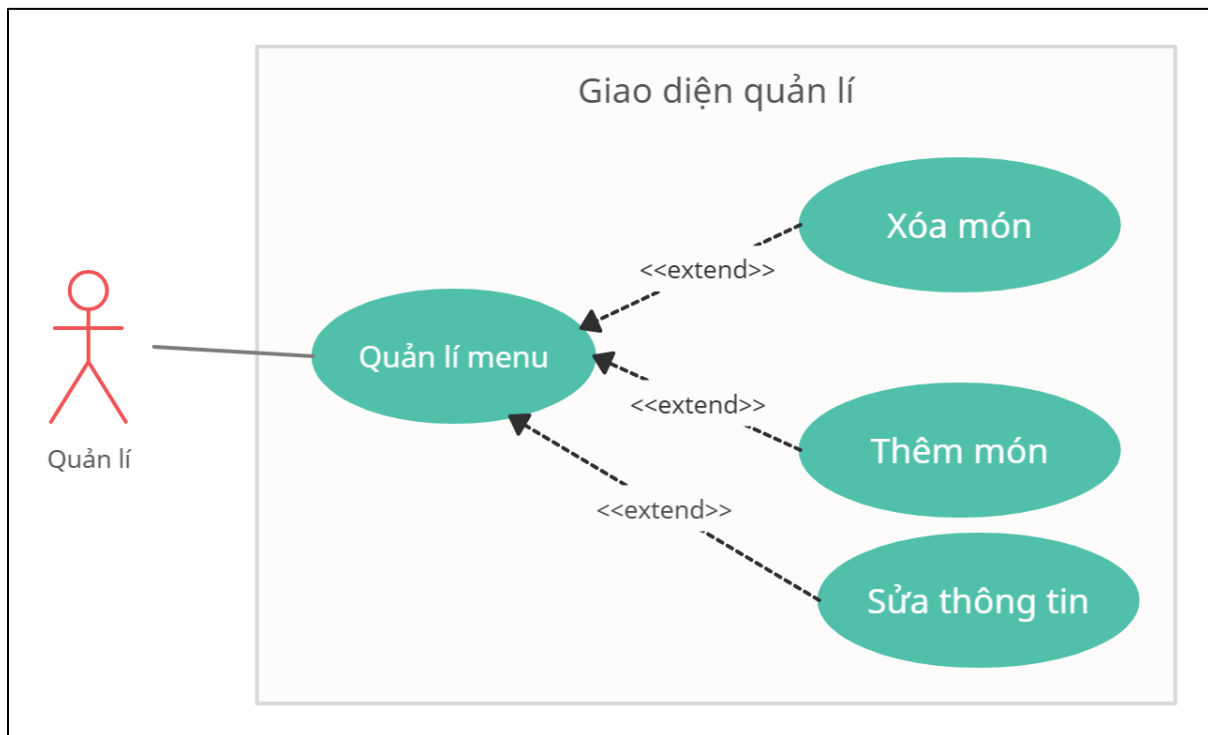 Giao diện quản lí
Xóa món
<<extend>>
Quản lí menu
<<extend>>
Thêm món
Quản lí
<<extend>>
Sửa thông tin